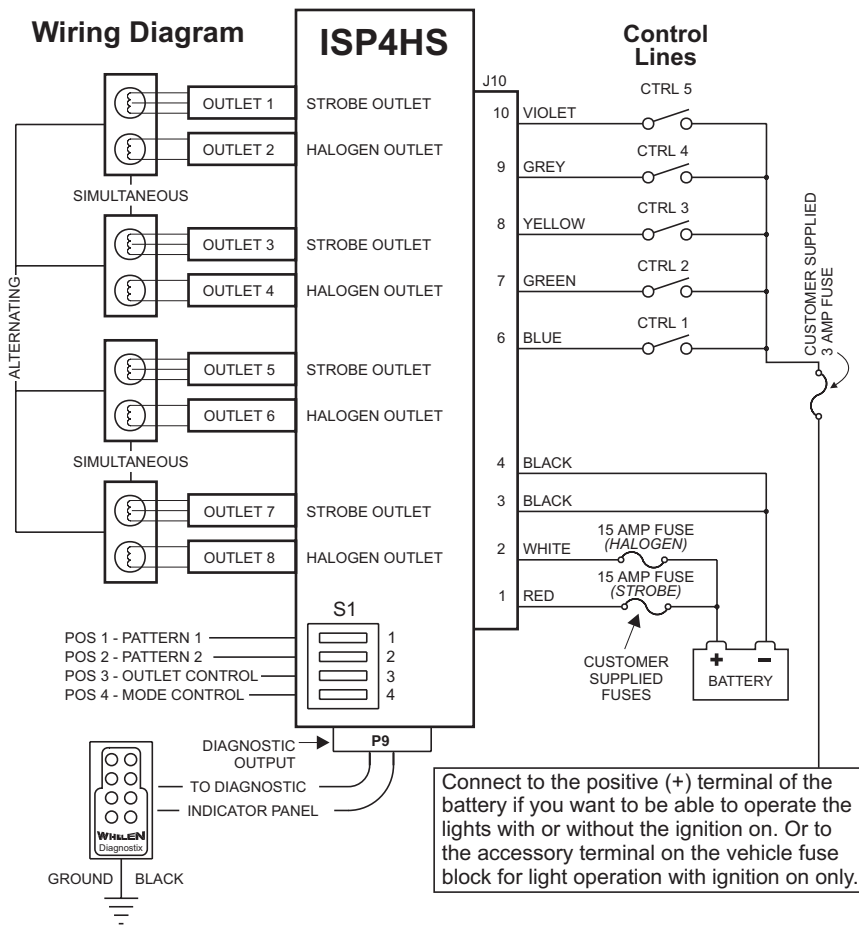 Wiring Diagram
ISP4HS
Control
Lines
J10
CTRL 5
10 VIOLET
CTRL 4
9 GREY
CTRL 3
8 YELLOW
CTRL 2
7 GREEN
CTRL 1
6 BLUE
CUSTOMER SUPPLIED
3 AMP FUSE
4 BLACK
3 BLACK
15 AMP FUSE
(HALOGEN)
2 WHITE
15 AMP FUSE
(STROBE)
1 RED
CUSTOMER
SUPPLIED
FUSES
+ –
BATTERY
OUTLET 1 STROBE OUTLET
OUTLET 2 HALOGEN OUTLET
SIMULTANEOUS
OUTLET 3 STROBE OUTLET
OUTLET 4 HALOGEN OUTLET
ALTERNATING
OUTLET 5 STROBE OUTLET
OUTLET 6 HALOGEN OUTLET
SIMULTANEOUS
OUTLET 7 STROBE OUTLET
OUTLET 8 HALOGEN OUTLET
S1
POS 1 - PATTERN 1 1
POS 2 - PATTERN 2 2
POS 3 - OUTLET CONTROL 3
POS 4 - MODE CONTROL 4
DIAGNOSTIC
OUTPUT
P9
TO DIAGNOSTIC
INDICATOR PANEL
WHELEN
Diagnostix
GROUND BLACK
Connect to the positive (+) terminal of the
battery if you want to be able to operate the
lights with or without the ignition on. Or to
the accessory terminal on the vehicle fuse
block for light operation with ignition on only.